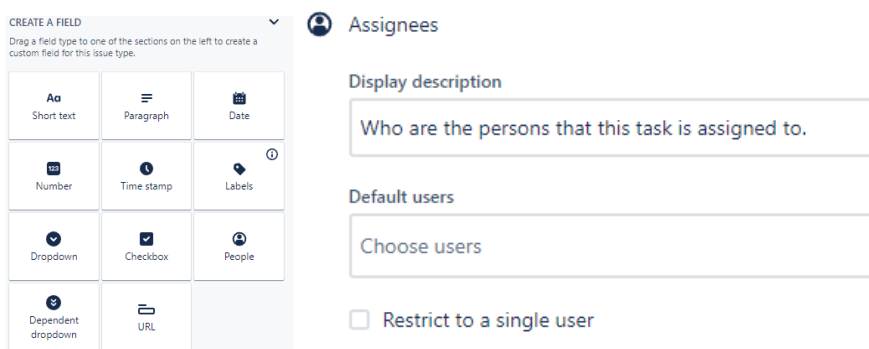 CREATE A FIELD
Drag a field type to one of the sections on the left to create a
custom field for this issue type.
Aa
Short text
Paragraph
Date
123
Number
Time stamp
Labels
Dropdown
Checkbox
People
Dependent
dropdown
URL
Assignees
Display description
Who are the persons that this task is assigned to.
Default users
Choose users
Restrict to a single user